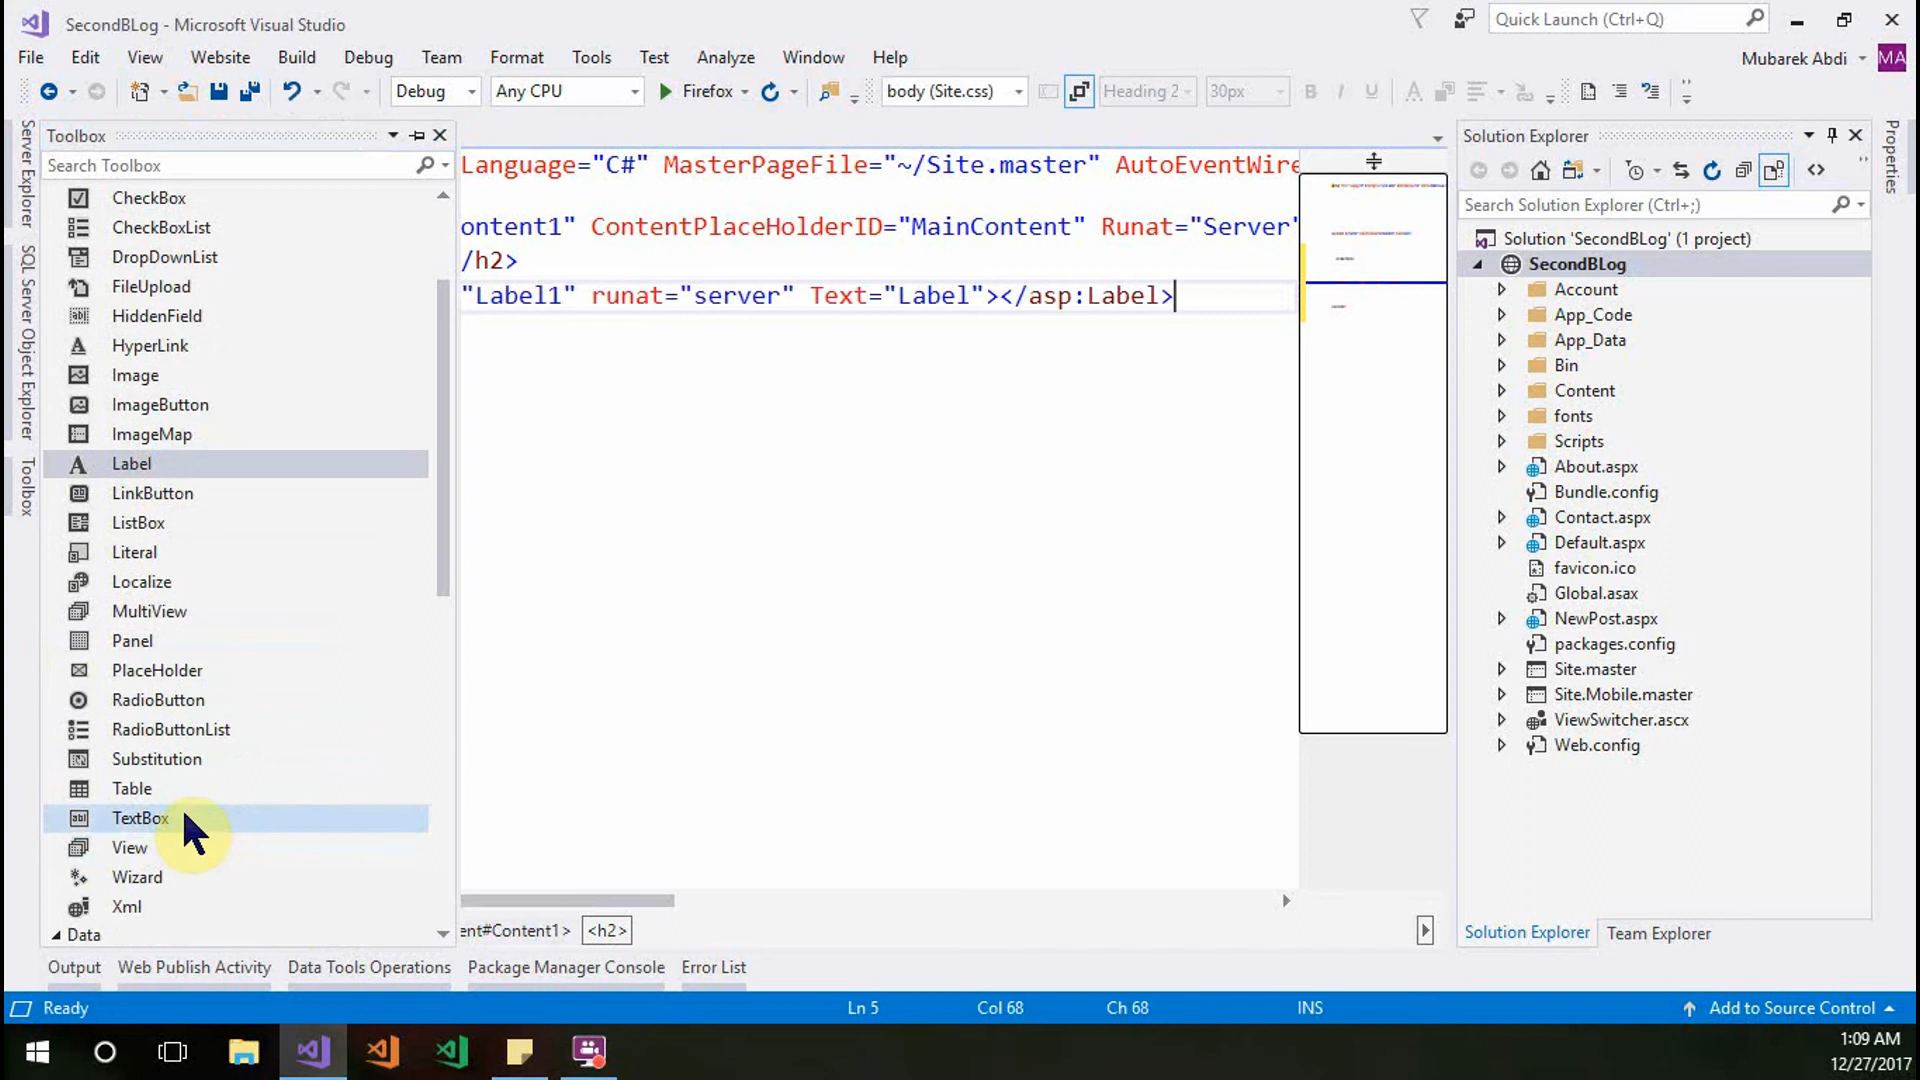 SecondBLog - Microsoft Visual Studio
Quick Launch (Ctrl+Q)
File Edit View Website Build Debug Team Format Tools Test Analyze Window Help
Mubarek Abdi MA
Debug Any CPU Firefox body (Site.css) Heading 2 30px B I U A
Server Explorer
SQL Server Object Explorer
Toolbox
Toolbox
Search Toolbox
CheckBox
CheckBoxList
DropDownList
FileUpload
HiddenField
HyperLink
Image
ImageButton
ImageMap
Label
LinkButton
ListBox
Literal
Localize
MultiView
Panel
PlaceHolder
RadioButton
RadioButtonList
Substitution
Table
TextBox
View
Wizard
Xml
Data
Language="C#" MasterPageFile="~/Site.master" AutoEventWire
ontent1" ContentPlaceHolderID="MainContent" Runat="Server"
/h2>
"Label1" runat="server" Text="Label"></asp:Label>
ent#Content1> <h2>
Solution Explorer
Search Solution Explorer (Ctrl+;)
Solution 'SecondBLog' (1 project)
SecondBLog
Account
App_Code
App_Data
Bin
Content
fonts
Scripts
About.aspx
Bundle.config
Contact.aspx
Default.aspx
favicon.ico
Global.asax
NewPost.aspx
packages.config
Site.master
Site.Mobile.master
ViewSwitcher.ascx
Web.config
Solution Explorer Team Explorer
Properties
Output Web Publish Activity Data Tools Operations Package Manager Console Error List
Ready Ln 5 Col 68 Ch 68 INS Add to Source Control
1:09 AM
12/27/2017